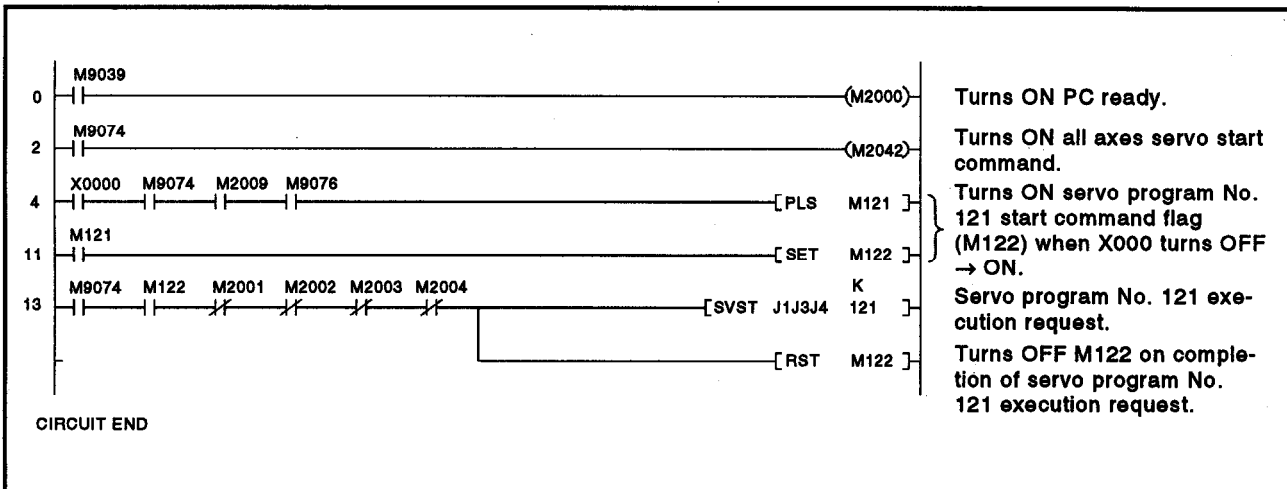 M9039
0 (M2000) Turns ON PC ready.
M9074
2 (M2042) Turns ON all axes servo start
command.
X0000 M9074 M2009 M9076
4 [PLS M121] Turns ON servo program No.
121 start command flag
(M122) when X000 turns OFF
→ ON.
M121
11 [SET M122]
M9074 M122 M2001 M2002 M2003 M2004 K
13 [SVST J1J3J4 121] Servo program No. 121 exe-
cution request.
[RST M122] Turns OFF M122 on comple-
tion of servo program No.
121 execution request.
CIRCUIT END